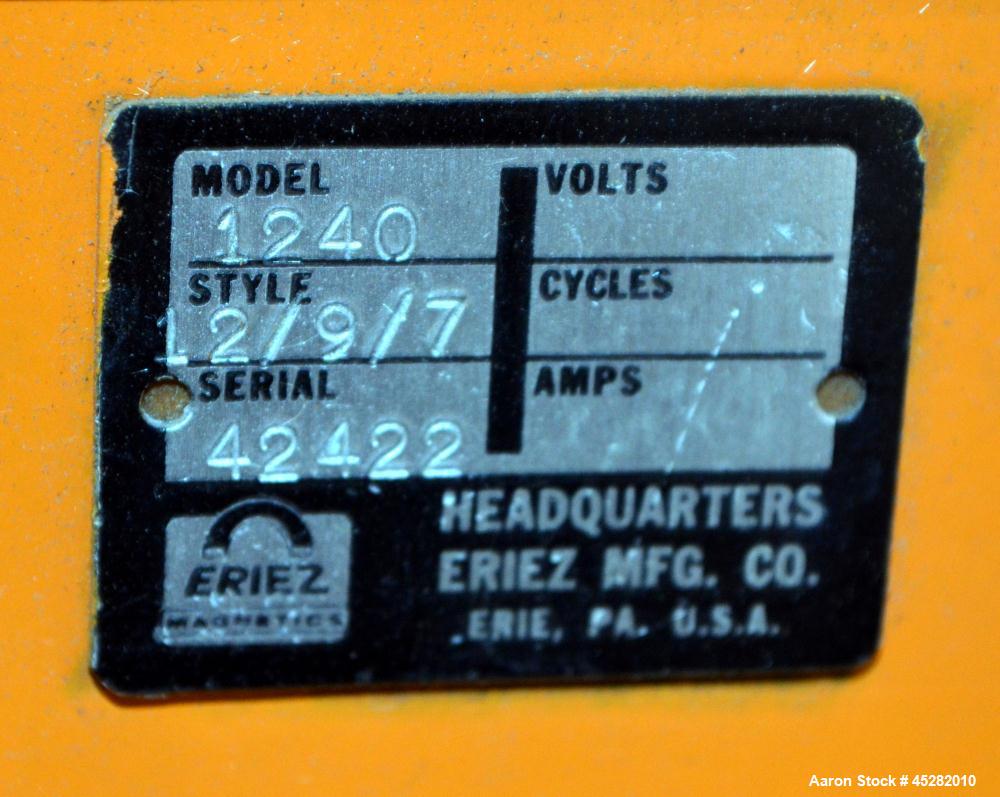 MODEL
1240
STYLE
12/9/7
SERIAL
42422
VOLTS
CYCLES
AMPS
ERIEZ
MAGNETICS
HEADQUARTERS
ERIEZ MFG. CO.
ERIE, PA. U.S.A.
Aaron Stock # 45282010